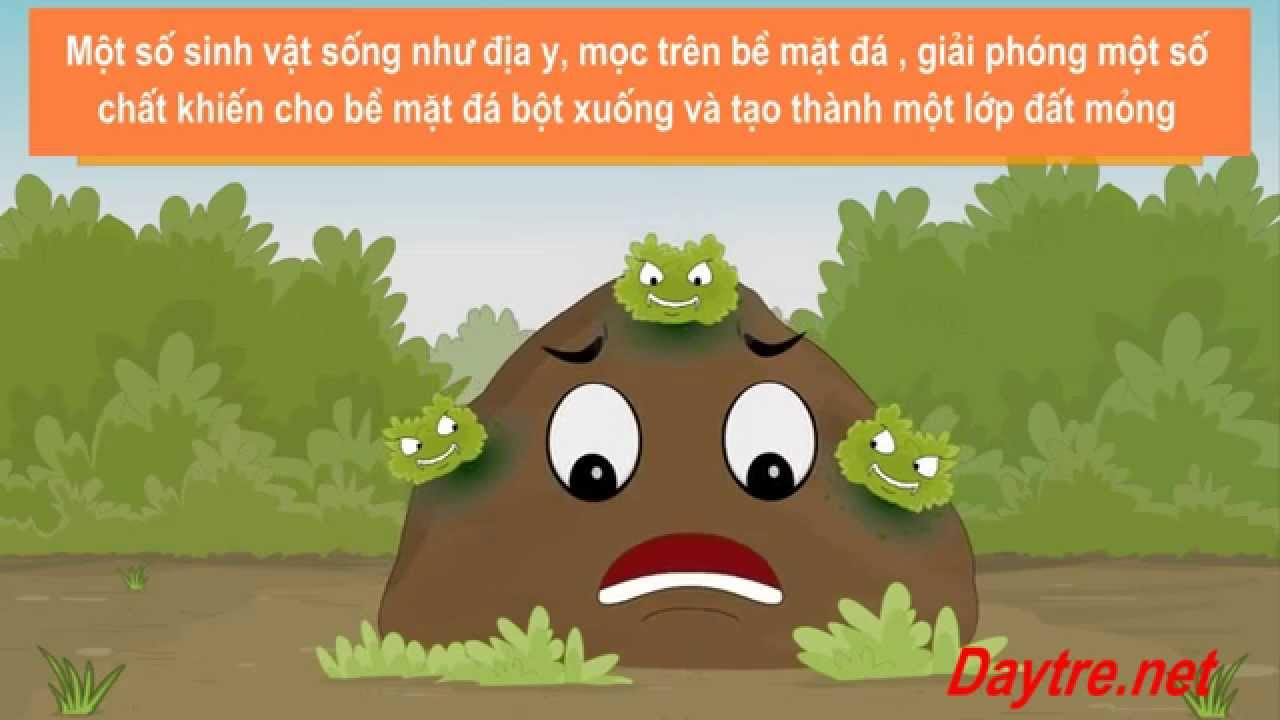 Một số sinh vật sống như địa y, mọc trên bề mặt đá , giải phóng một số
chất khiến cho bề mặt đá bột xuống và tạo thành một lớp đất mỏng
Daytre.net